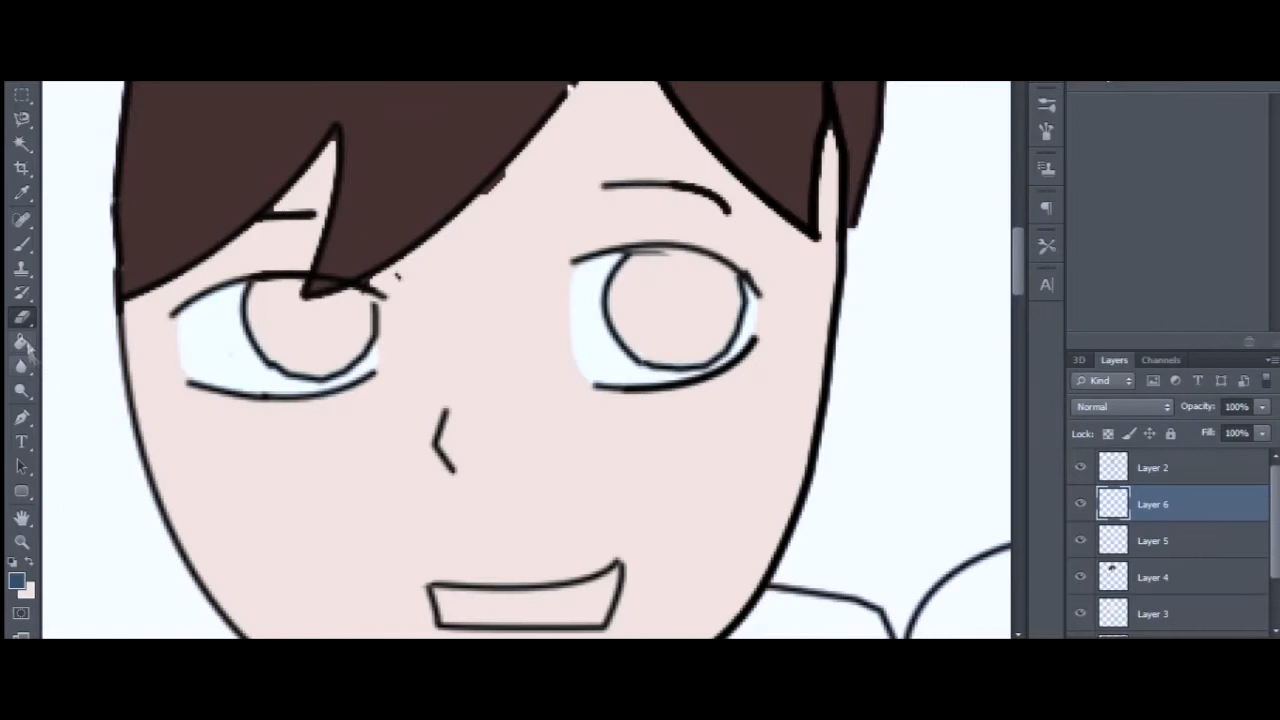 3D Layers Channels
Kind
Normal Opacity: 100%
Lock: Fill: 100%
Layer 2
Layer 6
Layer 5
Layer 4
Layer 3